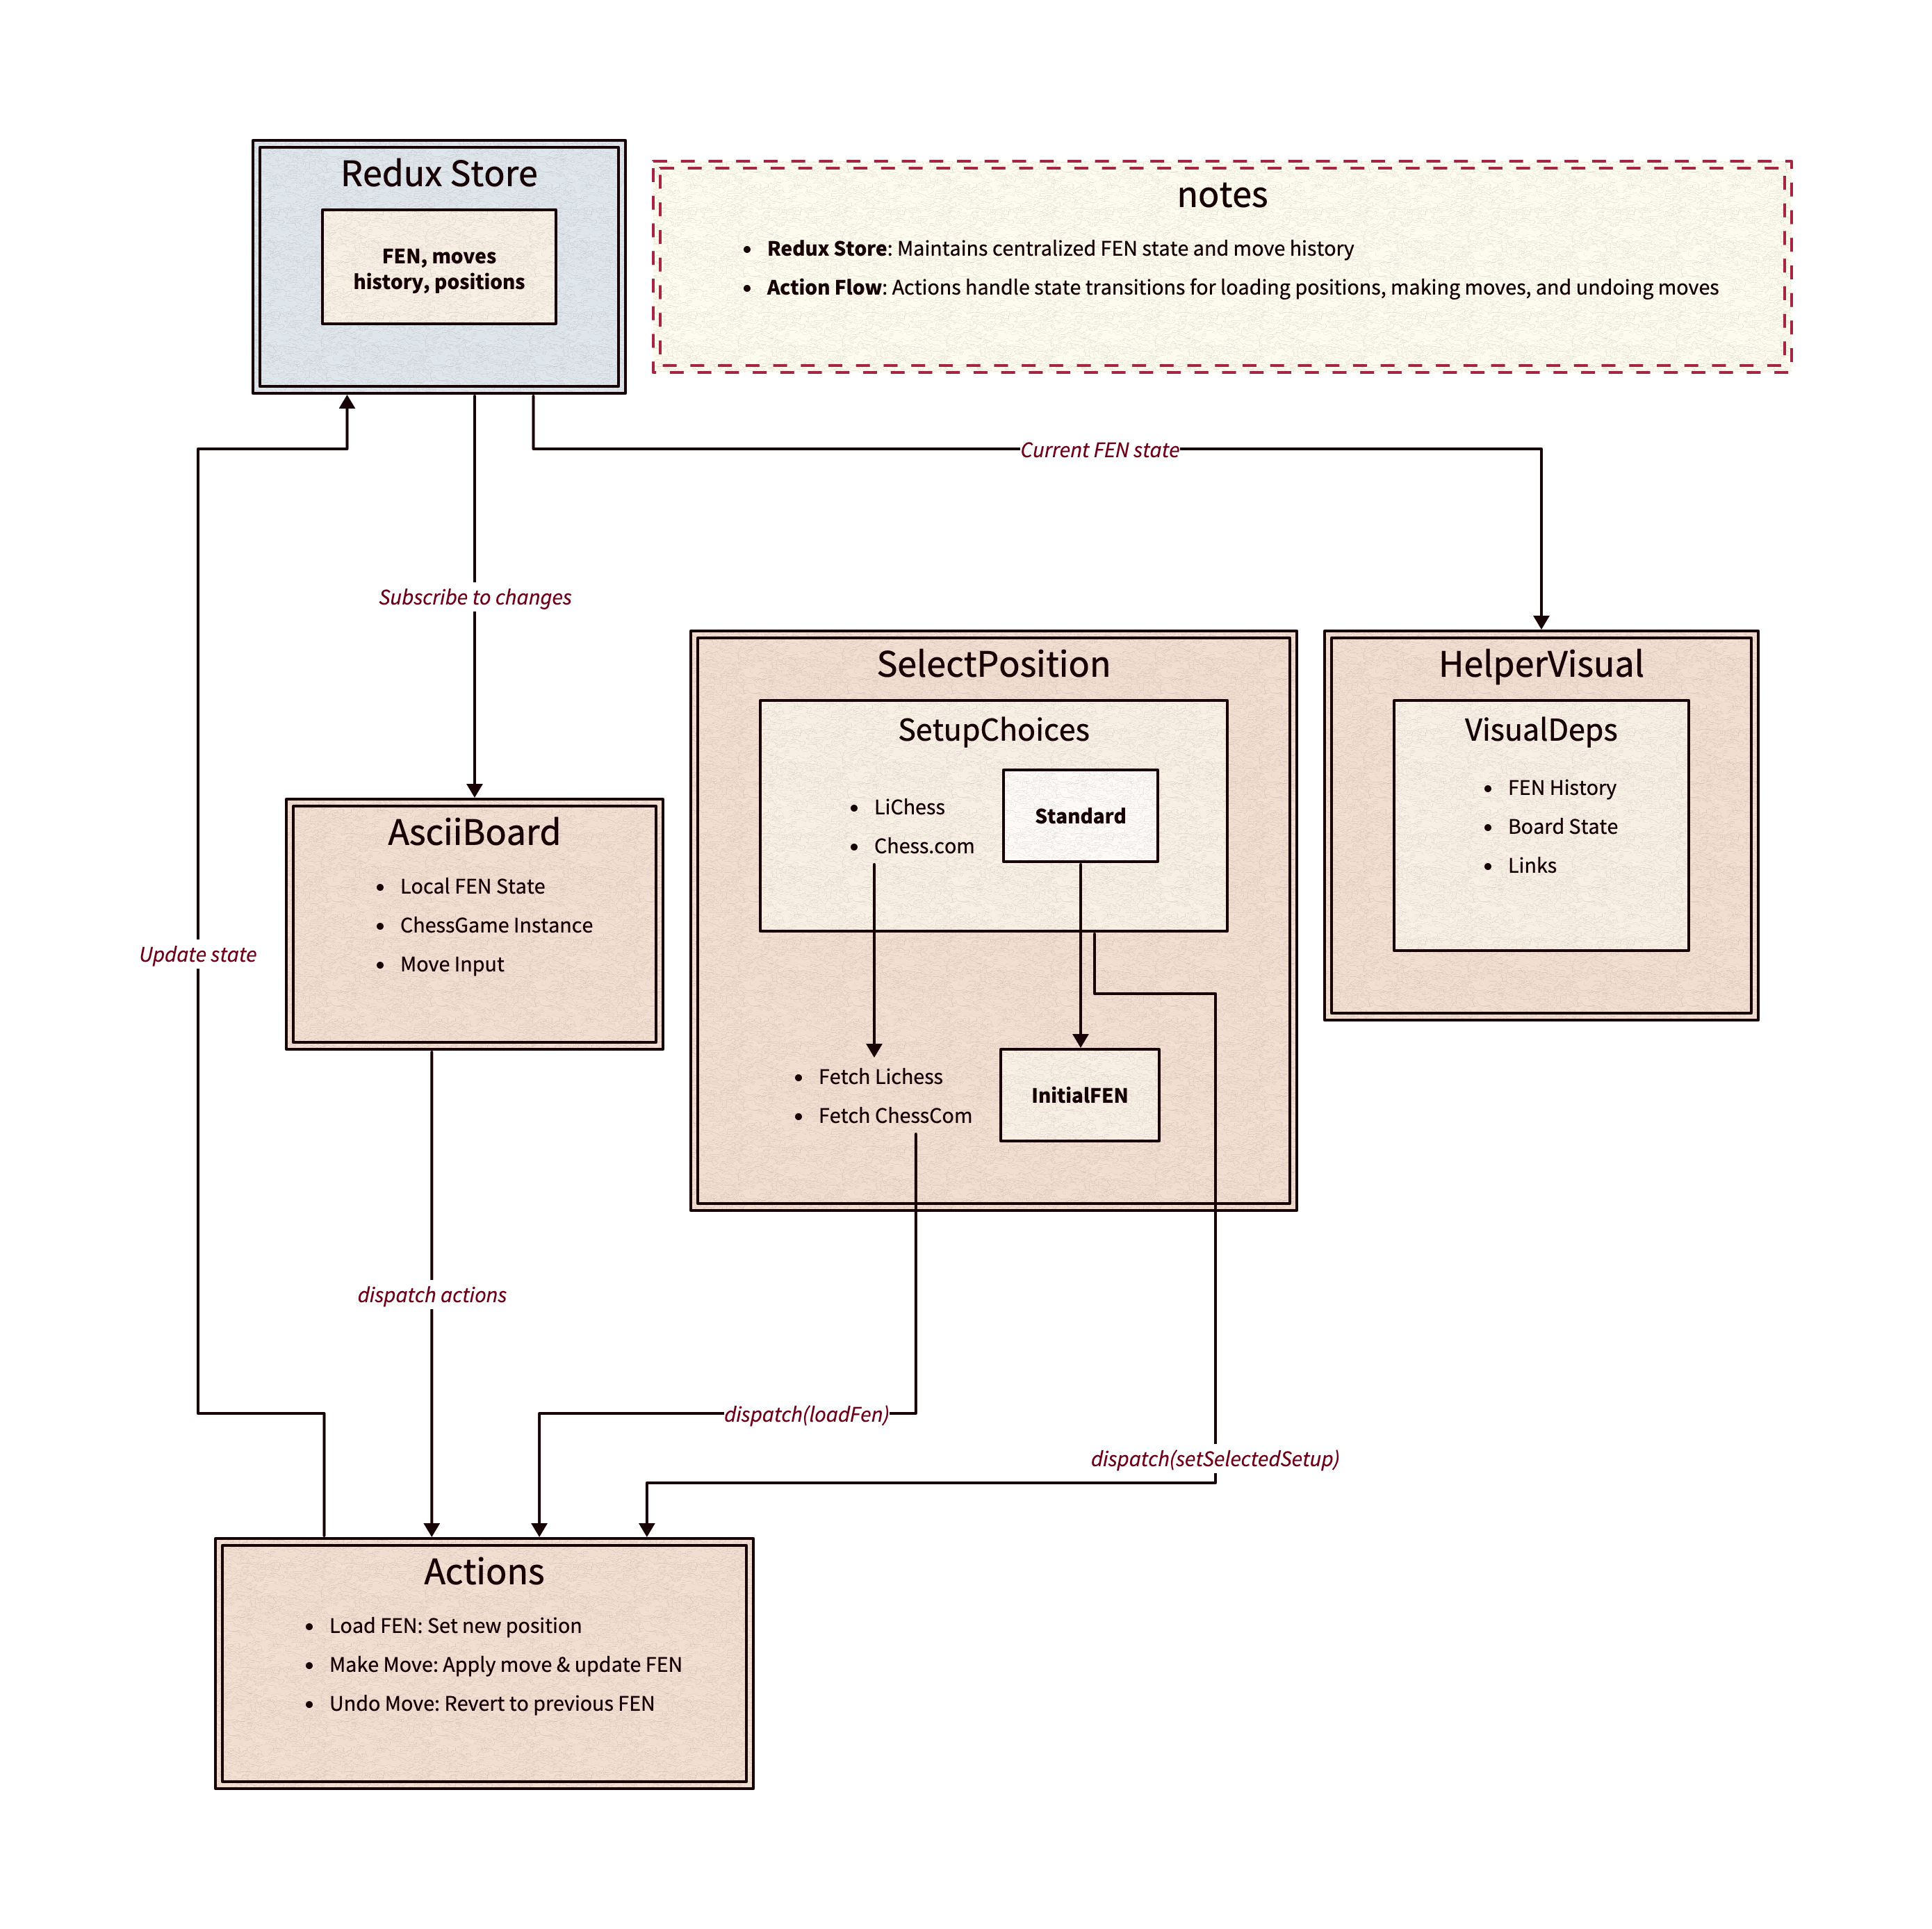 Redux Store
FEN, moves
history, positions
notes
• Redux Store: Maintains centralized FEN state and move history
• Action Flow: Actions handle state transitions for loading positions, making moves, and undoing moves
Current FEN state
Subscribe to changes
SelectPosition
SetupChoices
• LiChess
• Chess.com
Standard
HelperVisual
VisualDeps
• FEN History
• Board State
• Links
AsciiBoard
• Local FEN State
• ChessGame Instance
• Move Input
Update state
• Fetch Lichess
• Fetch ChessCom
InitialFEN
dispatch actions
dispatch(loadFen)
dispatch(setSelectedSetup)
Actions
• Load FEN: Set new position
• Make Move: Apply move & update FEN
• Undo Move: Revert to previous FEN